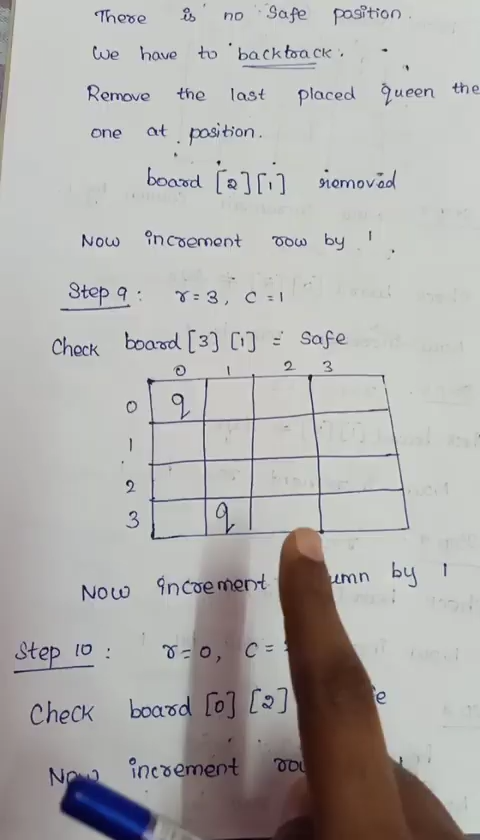 There is no safe position.
We have to backtrack.
Remove the last placed queen the
one at position.
board [2][1] removed
Now increment row by 1.
Step 9: r=3, c=1
Check board [3][1] = Safe
0 1 2 3
0 q
1
2
3 q
Now increment by 1
Step 10: r=0, c=
Check board [0][2]
Now increment